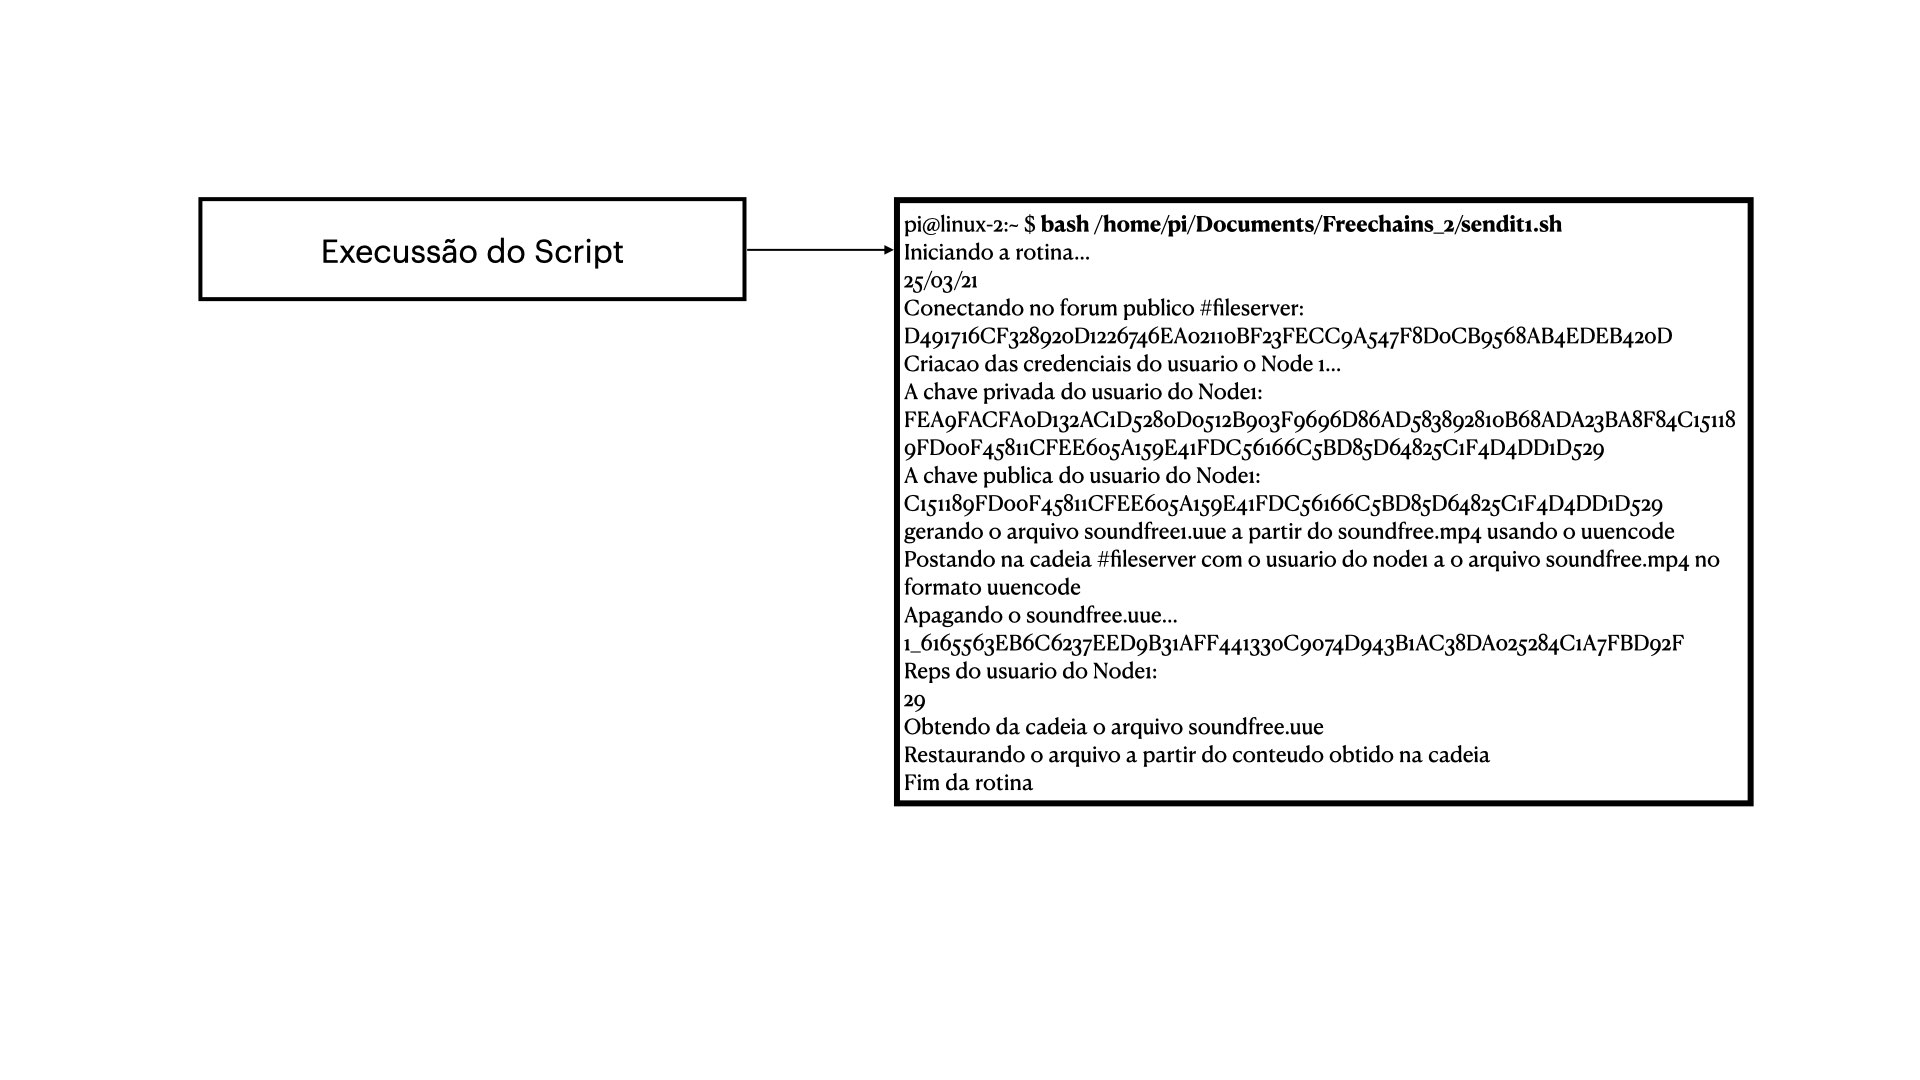 Execussão do Script
pi@linux-2:~ $ bash /home/pi/Documents/Freechains_2/sendit1.sh
Iniciando a rotina...
25/03/21
Conectando no forum publico #fileserver:
D491716CF328920D1226746EA02110BF23FECC9A547F8D0CB9568AB4EDEB420D
Criacao das credenciais do usuario o Node 1...
A chave privada do usuario do Node1:
FEA9FACFA0D132AC1D5280D0512B903F9696D86AD583892810B68ADA23BA8F84C15118
9FD00F45811CFEE605A159E41FDC56166C5BD85D64825C1F4D4DD1D529
A chave publica do usuario do Node1:
C151189FD00F45811CFEE605A159E41FDC56166C5BD85D64825C1F4D4DD1D529
gerando o arquivo soundfree1.uue a partir do soundfree.mp4 usando o uuencode
Postando na cadeia #fileserver com o usuario do node1 a o arquivo soundfree.mp4 no
formato uuencode
Apagando o soundfree.uue...
1_6165563EB6C6237EED9B31AFF441330C9074D943B1AC38DA025284C1A7FBD92F
Reps do usuario do Node1:
29
Obtendo da cadeia o arquivo soundfree.uue
Restaurando o arquivo a partir do conteudo obtido na cadeia
Fim da rotina